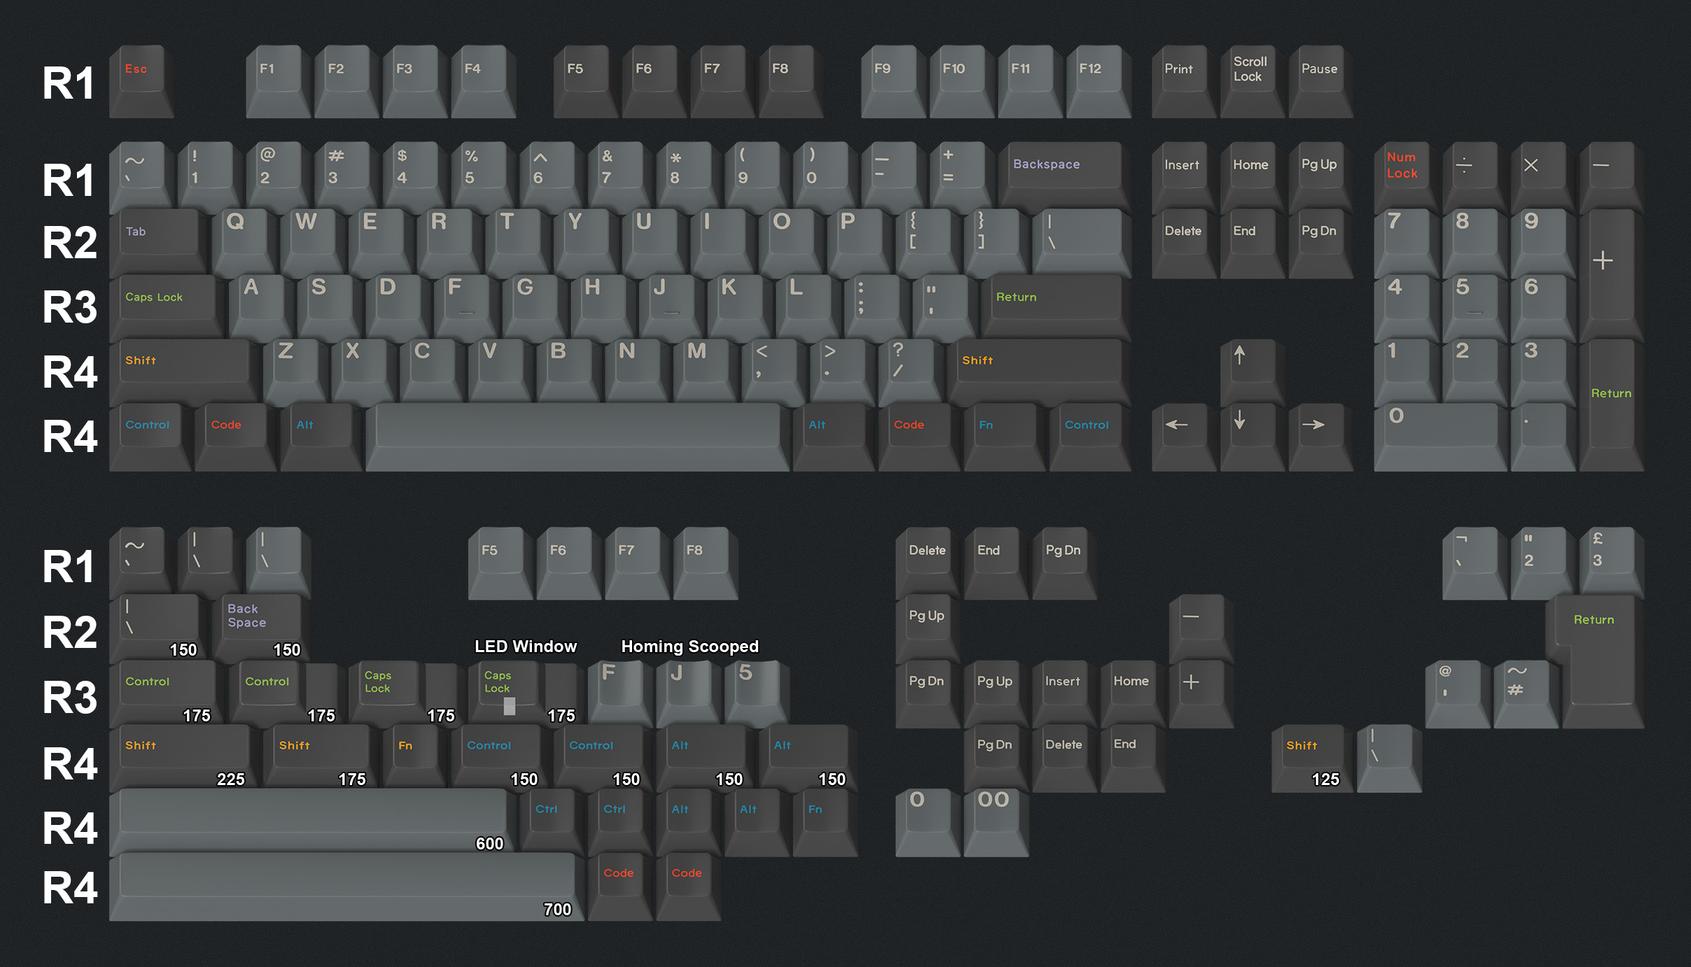 R1 Esc F1 F2 F3 F4 F5 F6 F7 F8 F9 F10 F11 F12 Print Scroll Lock Pause
R1 ~ ` ! 1 @ 2 # 3 $ 4 % 5 ^ 6 & 7 * 8 ( 9 ) 0 — - + = Backspace Insert Home Pg Up Num Lock ÷ × —
R2 Tab Q W E R T Y U I O P { [ } ] | \ Delete End Pg Dn 7 8 9 +
R3 Caps Lock A S D F _ G H J _ K L : ; " ' Return 4 5 _ 6
R4 Shift Z X C V B N M < , > . ? / Shift ↑ 1 2 3 Return
R4 Control Code Alt Alt Code Fn Control ← ↓ → 0 .
R1 ~ ` | \ | \ F5 F6 F7 F8 Delete End Pg Dn ¬ ` " 2 £ 3
R2 | \ 150 Back Space 150 Pg Up — Return
LED Window Homing Scooped
R3 Control 175 Control 175 Caps Lock 175 Caps Lock 175 F J 5 Pg Dn Pg Up Insert Home + @ ' ~ #
R4 Shift 225 Shift 175 Fn Control 150 Control 150 Alt 150 Alt 150 Pg Dn Delete End Shift 125 | \
R4 600 Ctrl Ctrl Alt Alt Fn 0 00
R4 700 Code Code